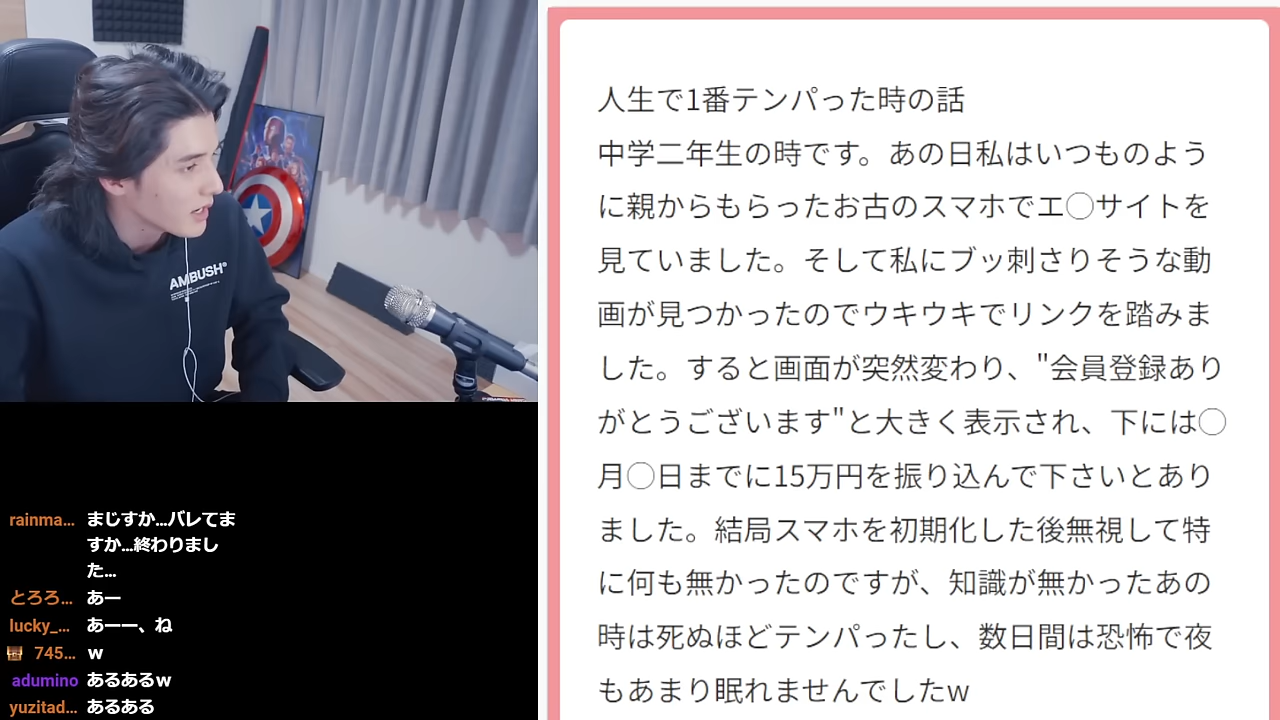 人生で1番テンパった時の話
中学二年生の時です。あの日私はいつものよう
に親からもらったお古のスマホでエ◯サイトを
見ていました。そして私にブッ刺さりそうな動
画が見つかったのでウキウキでリンクを踏みま
した。すると画面が突然変わり、"会員登録あり
がとうございます"と大きく表示され、下には◯
月◯日までに15万円を振り込んで下さいとあり
ました。結局スマホを初期化した後無視して特
に何も無かったのですが、知識が無かったあの
時は死ぬほどテンパったし、数日間は恐怖で夜
もあまり眠れませんでしたw
AMBUSH
rainma... まじすか...バレてま
すか...終わりまし
た...
とろろ... あー
lucky_... あーー、ね
745... w
adumino あるあるw
yuzitad... あるある